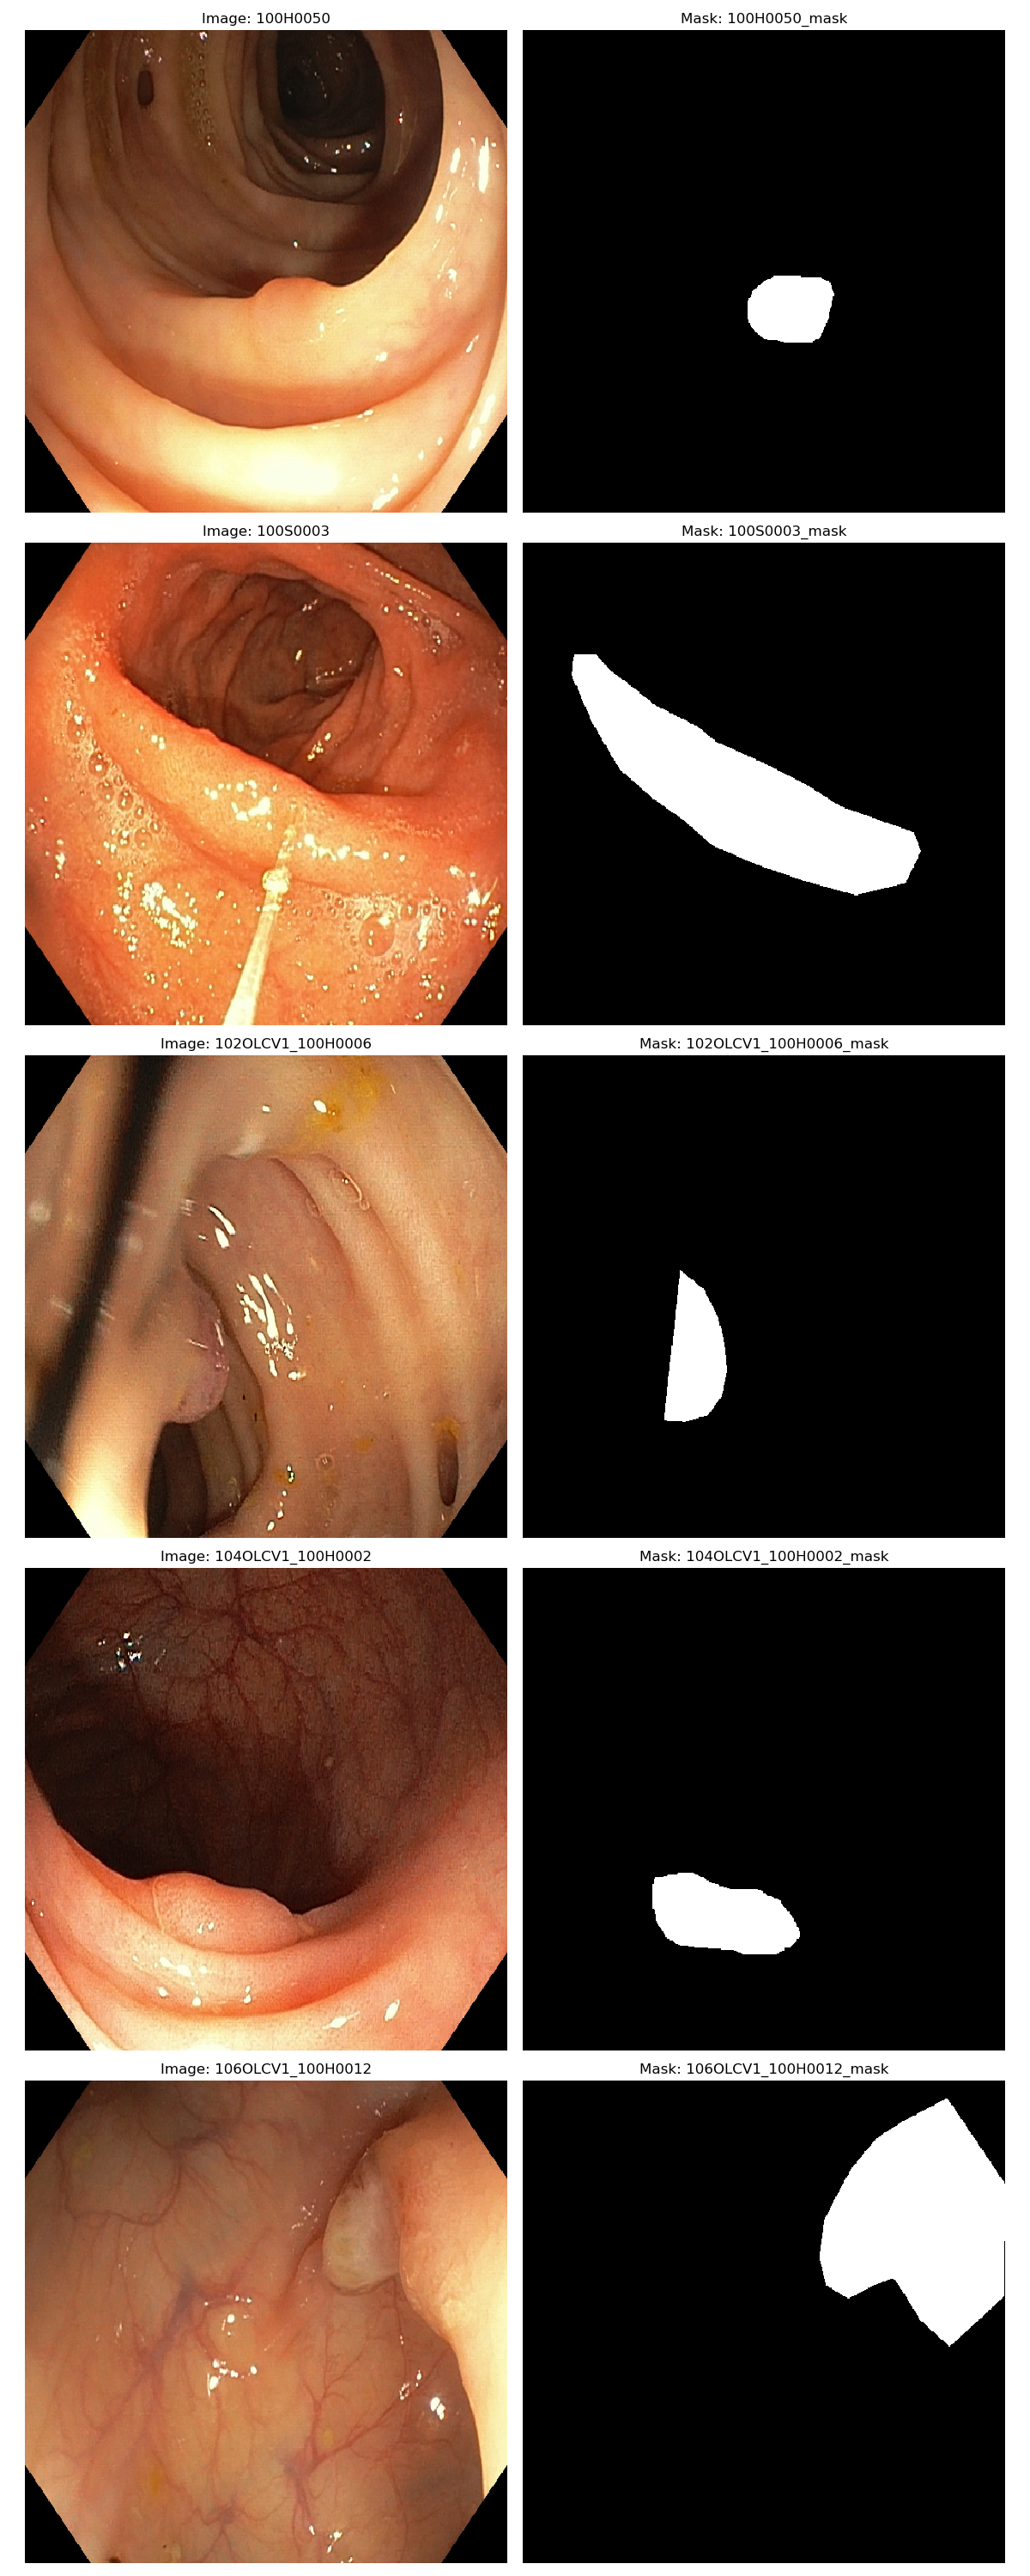 Image: 100H0050
Mask: 100H0050_mask
Image: 100S0003
Mask: 100S0003_mask
Image: 102OLCV1_100H0006
Mask: 102OLCV1_100H0006_mask
Image: 104OLCV1_100H0002
Mask: 104OLCV1_100H0002_mask
Image: 106OLCV1_100H0012
Mask: 106OLCV1_100H0012_mask